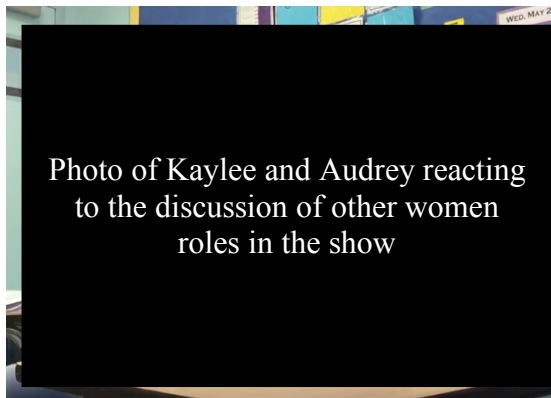 WED. MAY 2
Photo of Kaylee and Audrey reacting
to the discussion of other women
roles in the show